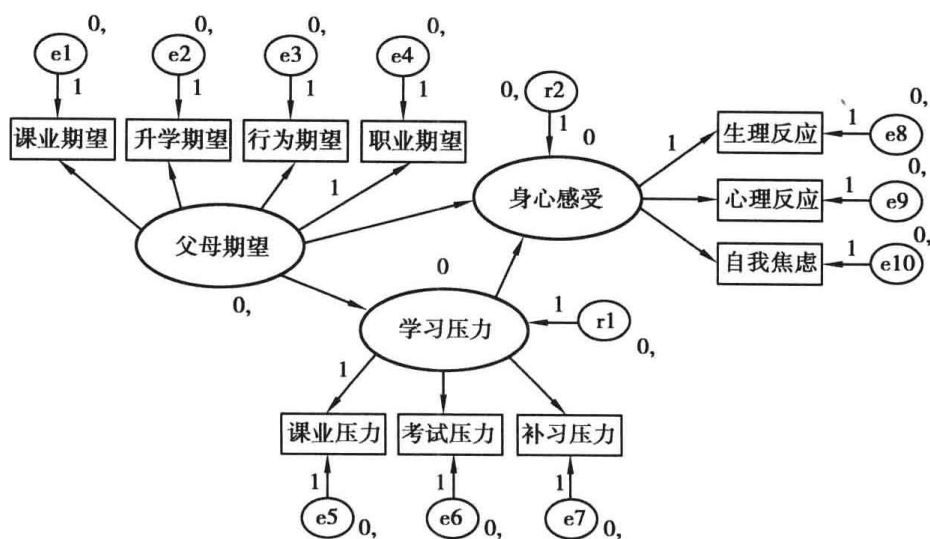 0, 0, 0, 0,
e1 e2 e3 e4
1 1 1 1
课业期望 升学期望 行为期望 职业期望
0, r2
1 0
0,
生理反应 1 e8
1
0,
心理反应 1 e9
0,
自我焦虑 1 e10
身心感受
1
父母期望
0,
0
学习压力
1 r1
0,
1
课业压力 考试压力 补习压力
1 1 1
e5 0, e6 0, e7 0,